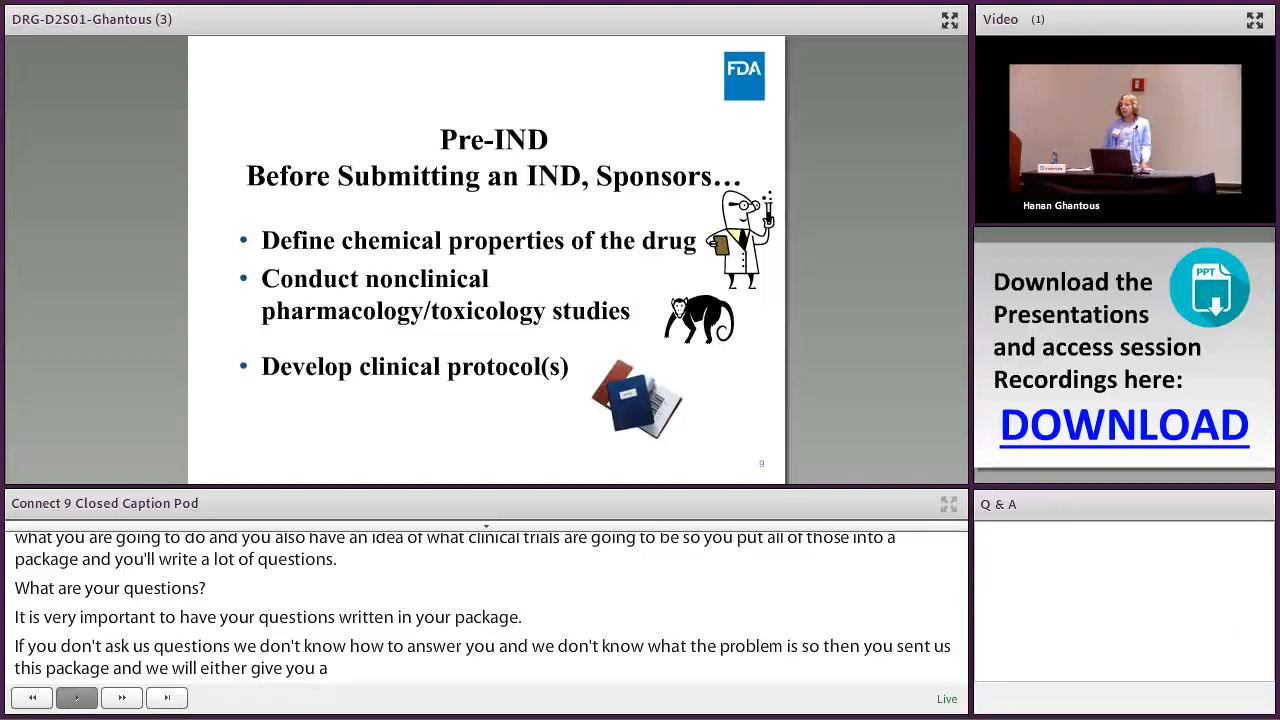 DRG-D2S01-Ghantous (3)
FDA
Pre-IND
Before Submitting an IND, Sponsors…
• Define chemical properties of the drug
• Conduct nonclinical
pharmacology/toxicology studies
• Develop clinical protocol(s)
9
Video (1)
Hanan Ghantous
Download the
Presentations
and access session
Recordings here:
DOWNLOAD
PPT
Connect 9 Closed Caption Pod
what you are going to do and you also have an idea of what clinical trials are going to be so you put all of those into a
package and you'll write a lot of questions.
What are your questions?
It is very important to have your questions written in your package.
If you don't ask us questions we don't know how to answer you and we don't know what the problem is so then you sent us
this package and we will either give you a
Live
Q & A